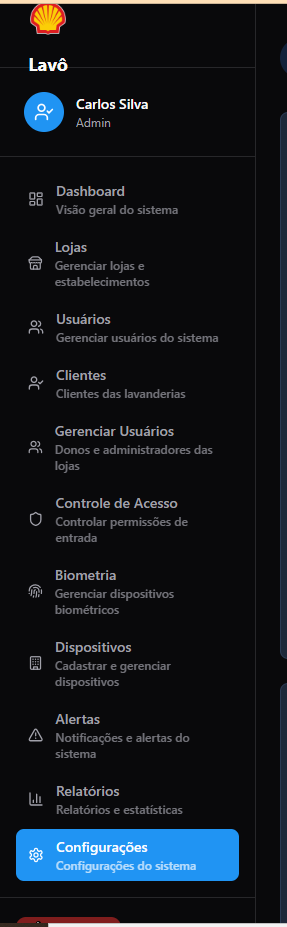 Lavô
Carlos Silva
Admin
Dashboard
Visão geral do sistema
Lojas
Gerenciar lojas e
estabelecimentos
Usuários
Gerenciar usuários do sistema
Clientes
Clientes das lavanderias
Gerenciar Usuários
Donos e administradores das
lojas
Controle de Acesso
Controlar permissões de
entrada
Biometria
Gerenciar dispositivos
biométricos
Dispositivos
Cadastrar e gerenciar
dispositivos
Alertas
Notificações e alertas do
sistema
Relatórios
Relatórios e estatísticas
Configurações
Configurações do sistema